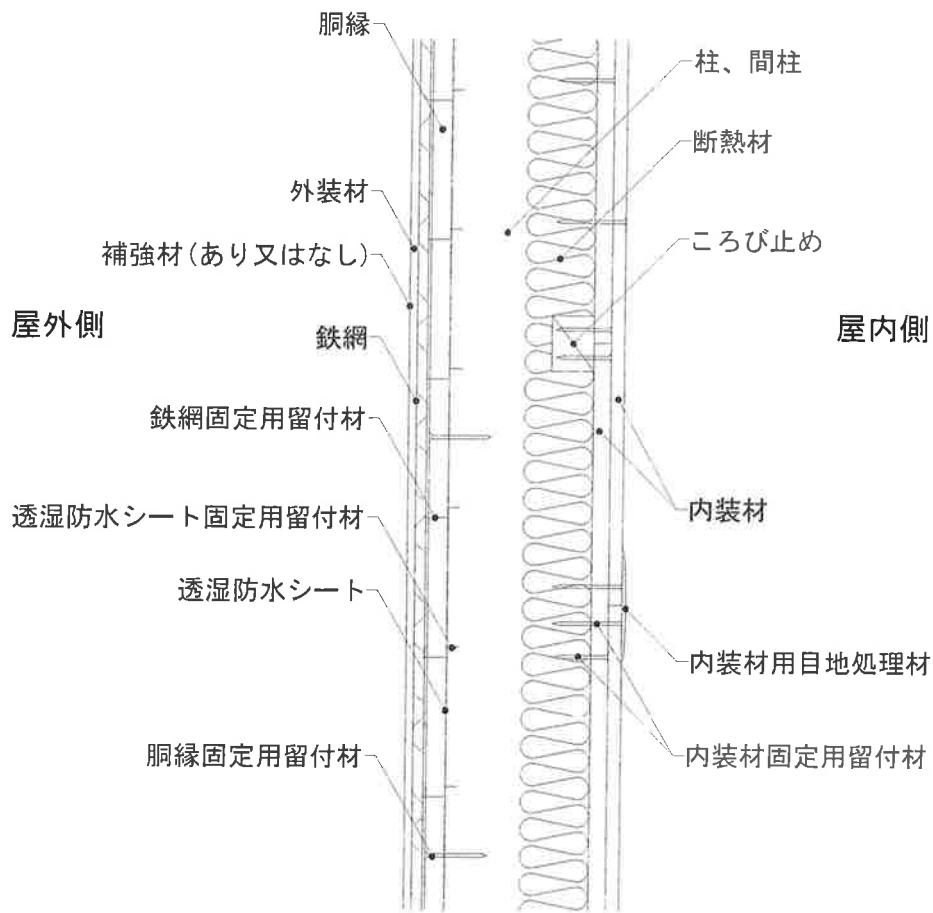 胴縁
柱、間柱
断熱材
外装材
ころび止め
補強材(あり又はなし)
屋外側
屋内側
鉄網
鉄網固定用留付材
内装材
透湿防水シート固定用留付材
透湿防水シート
内装材用目地処理材
胴縁固定用留付材
内装材固定用留付材